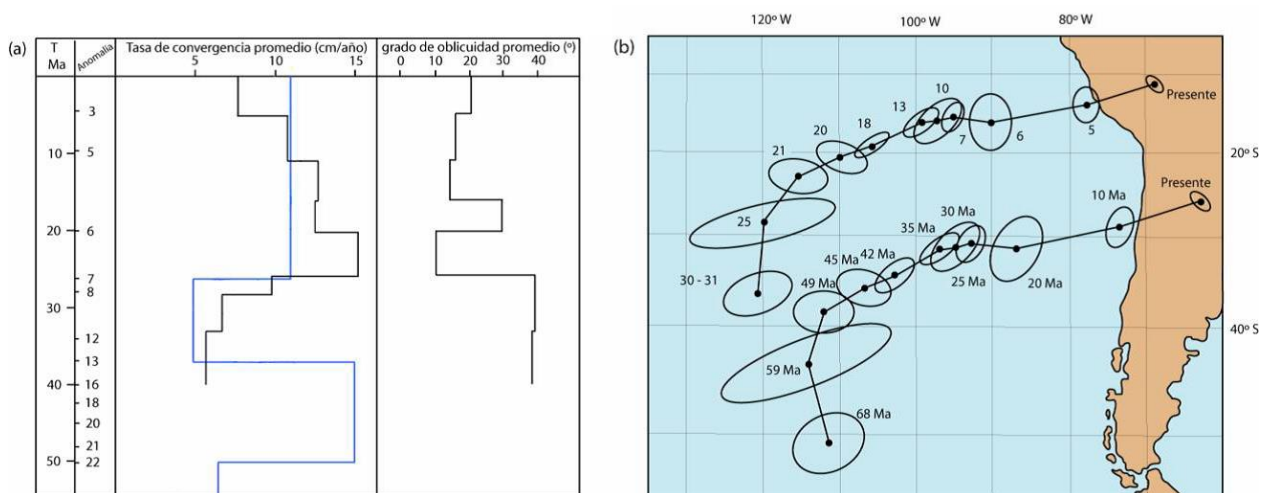 (a)
T
Ma
Anomalía
Tasa de convergencia promedio (cm/año)
5 10 15
grado de oblicuidad promedio (º)
0 10 20 30 40
10
20
30
40
50
3
5
6
7
8
12
13
16
18
20
21
22
(b)
120º W 100º W 80º W
20º S
40º S
Presente
5
6
7
10
13
18
20
21
25
30 - 31
Presente
10 Ma
20 Ma
25 Ma
30 Ma
35 Ma
42 Ma
45 Ma
49 Ma
59 Ma
68 Ma